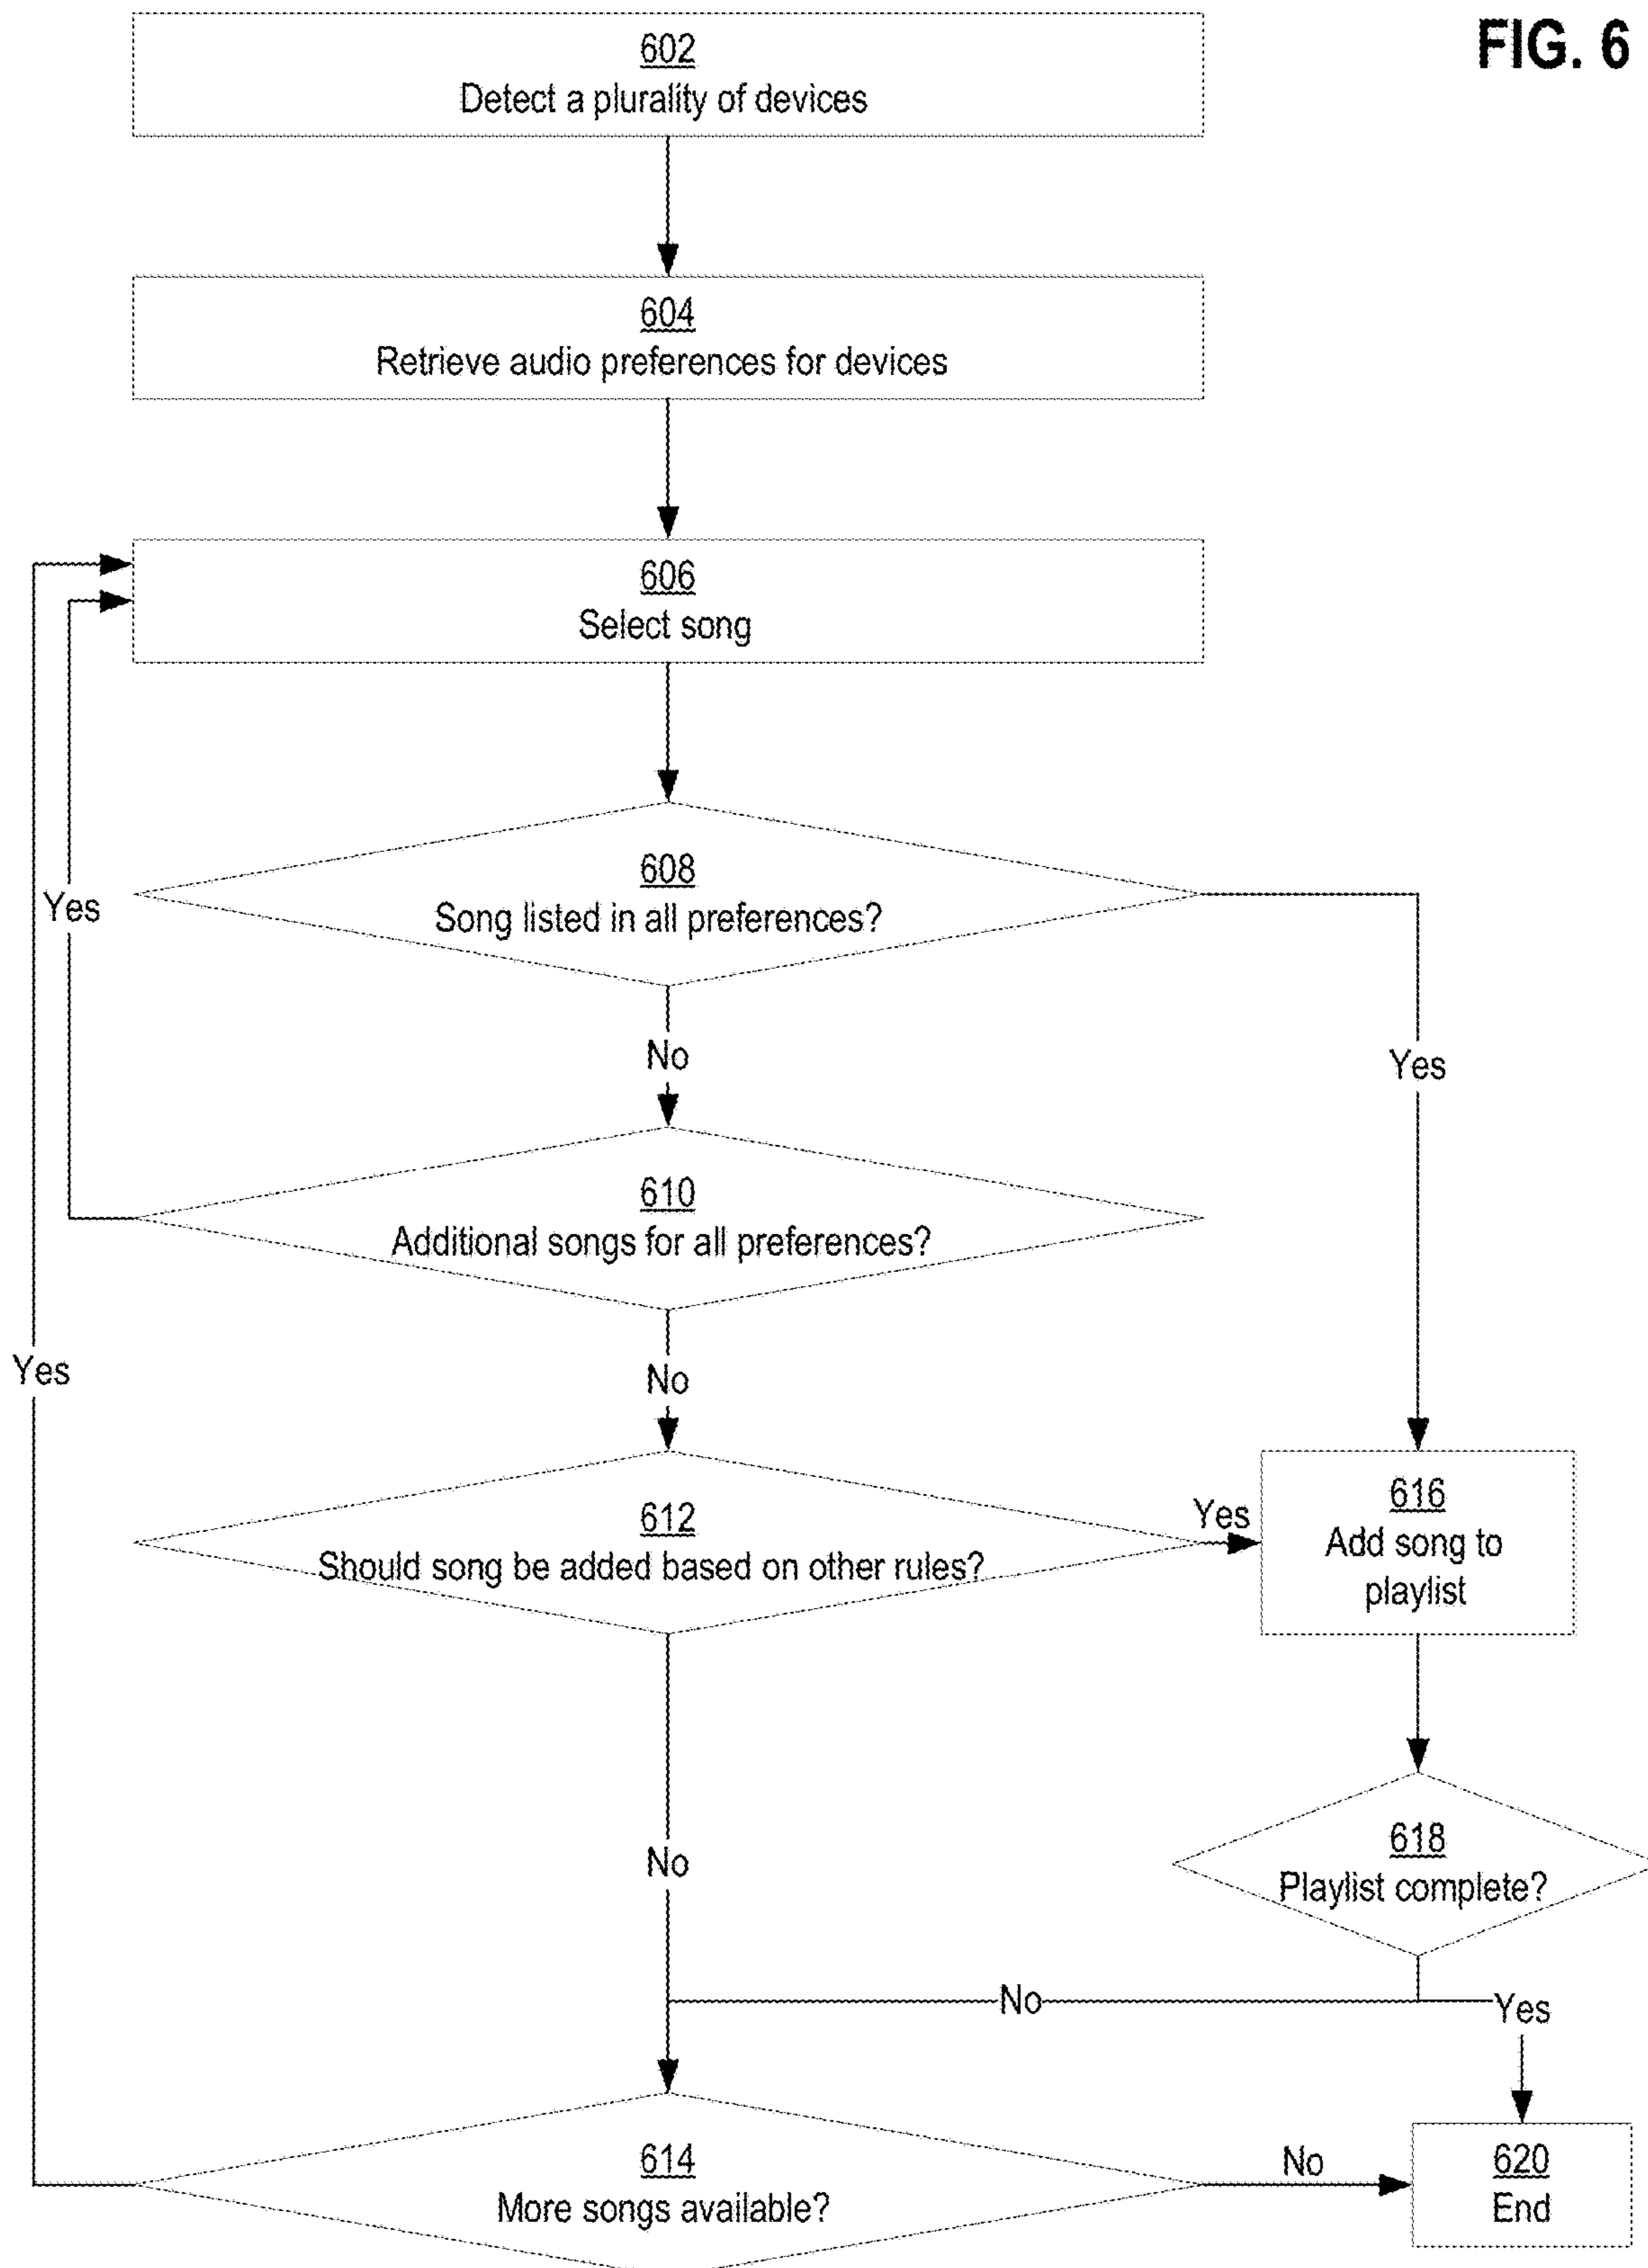 FIG. 6
602
Detect a plurality of devices
604
Retrieve audio preferences for devices
606
Select song
608
Song listed in all preferences?
Yes
No
Yes
610
Additional songs for all preferences?
No
Yes
612
Should song be added based on other rules?
Yes
616
Add song to
playlist
618
Playlist complete?
No
No
Yes
614
More songs available?
No
620
End